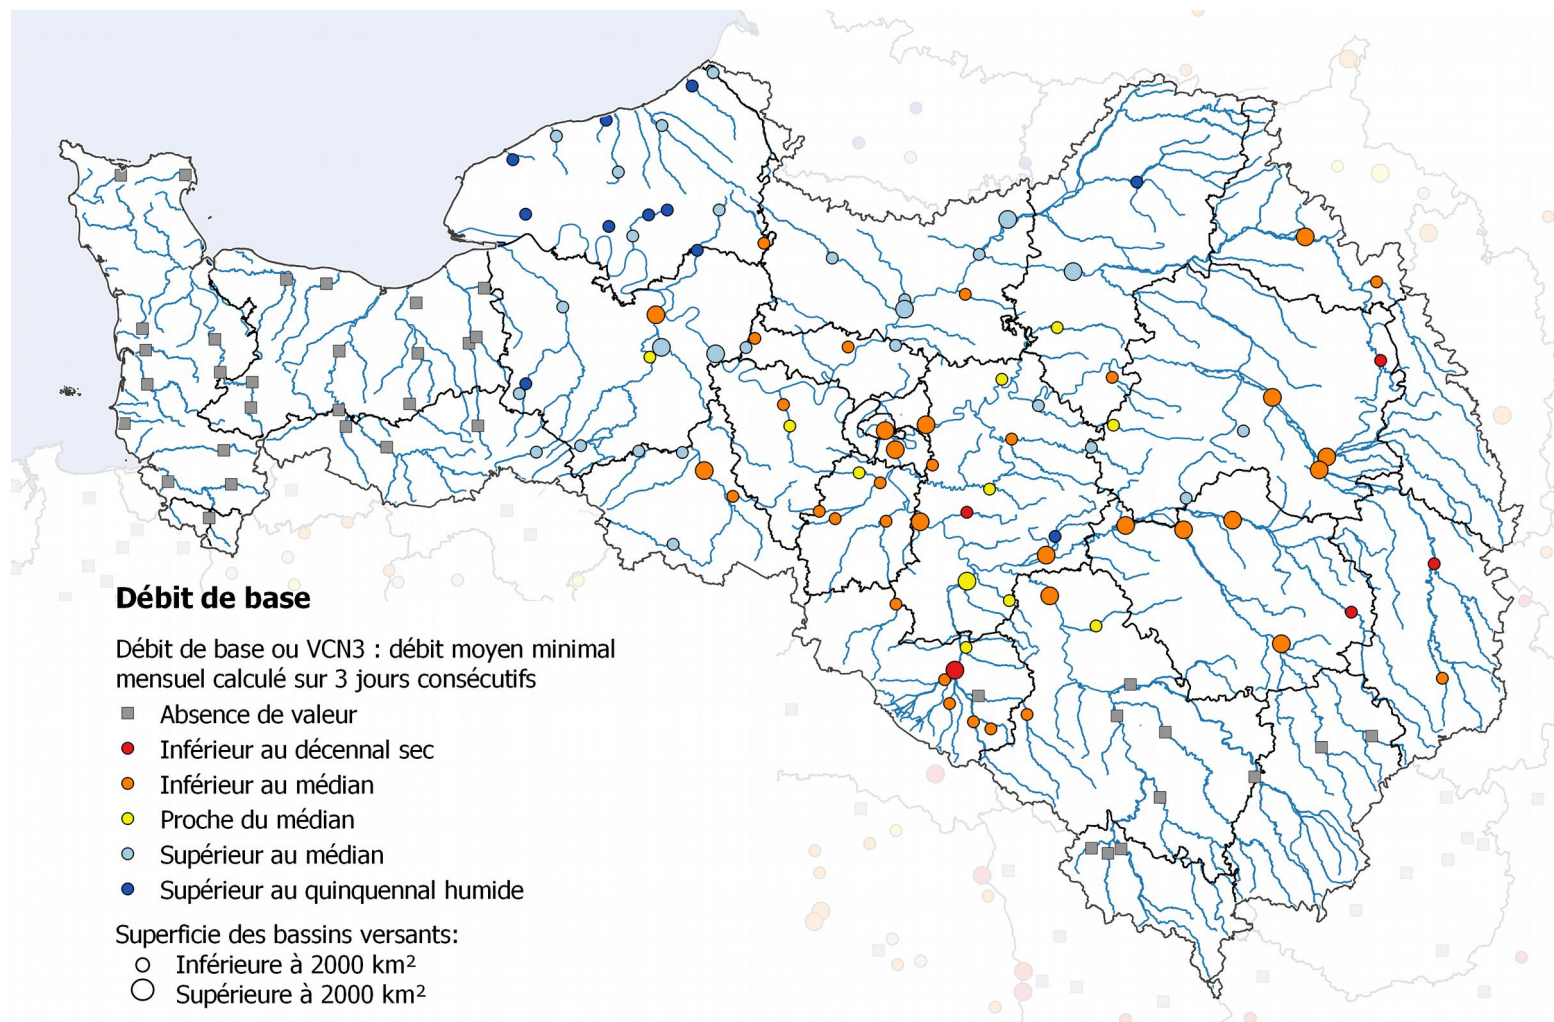 Débit de base
Débit de base ou VCN3 : débit moyen minimal
mensuel calculé sur 3 jours consécutifs
Absence de valeur
Inférieur au décennal sec
Inférieur au médian
Proche du médian
Supérieur au médian
Supérieur au quinquennal humide
Superficie des bassins versants:
Inférieure à 2000 km²
Supérieure à 2000 km²